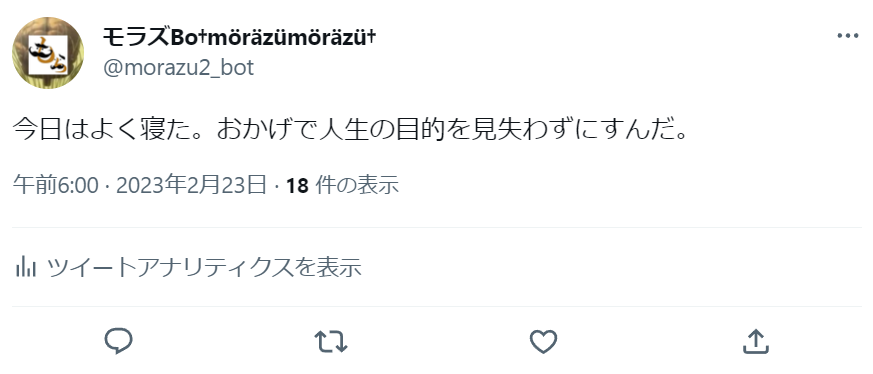 モラズBo†möräzümöräzü†
@morazu2_bot
今日はよく寝た。おかげで人生の目的を見失わずにすんだ。
午前6:00 · 2023年2月23日 · 18 件の表示
ツイートアナリティクスを表示